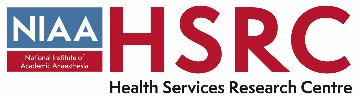 NIAA
National Institute of
Academic Anaesthesia
HSRC
Health Services Research Centre